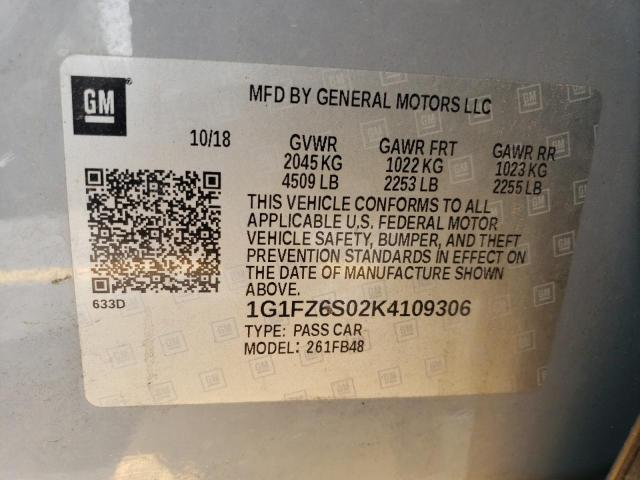 GM
MFD BY GENERAL MOTORS LLC
10/18 GVWR GAWR FRT GAWR RR
2045 KG 1022 KG 1023 KG
4509 LB 2253 LB 2255 LB
THIS VEHICLE CONFORMS TO ALL
APPLICABLE U.S. FEDERAL MOTOR
VEHICLE SAFETY, BUMPER, AND THEFT
PREVENTION STANDARDS IN EFFECT ON
THE DATE OF MANUFACTURE SHOWN
ABOVE.
633D
1G1FZ6S02K4109306
TYPE: PASS CAR
MODEL: 261FB48